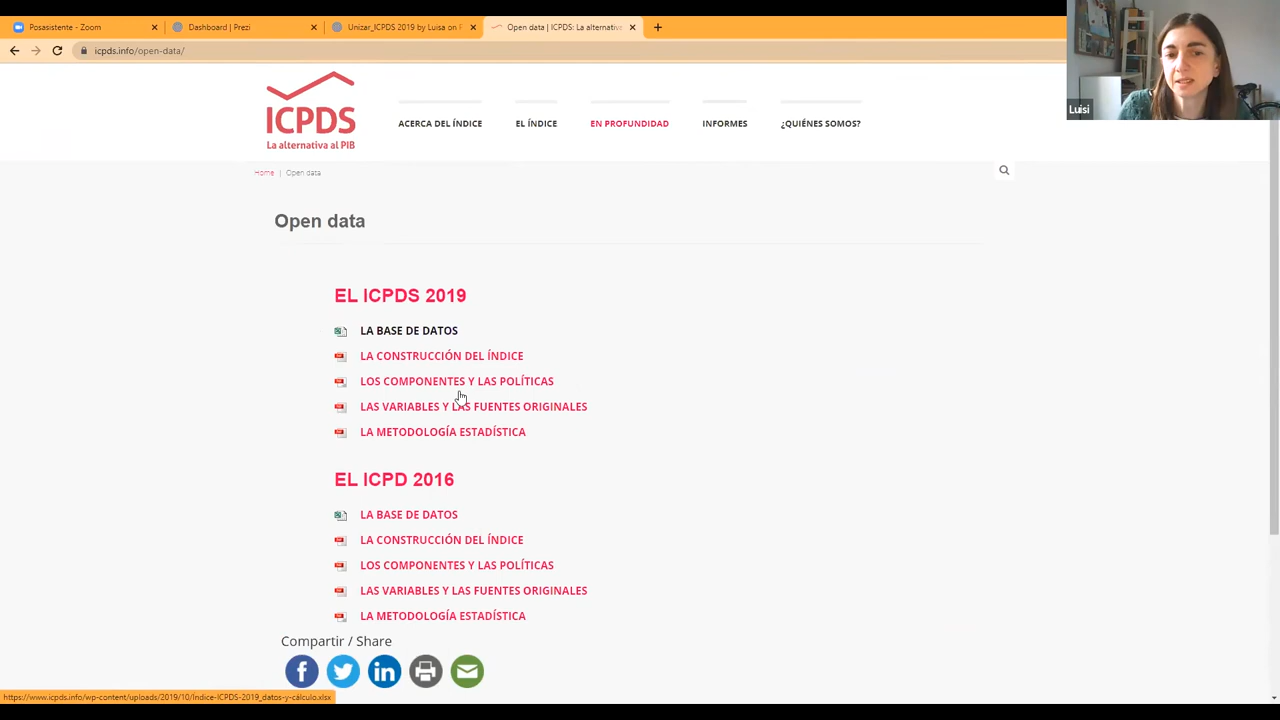 Posasistente - Zoom
Dashboard | Prezi
Unizar_ICPDS 2019 by Luisa on P
Open data | ICPDS: La alternativa
icpds.info/open-data/
Luisi
ICPDS
La alternativa al PIB
ACERCA DEL ÍNDICE
EL ÍNDICE
EN PROFUNDIDAD
INFORMES
¿QUIÉNES SOMOS?
Home | Open data
Open data
EL ICPDS 2019
LA BASE DE DATOS
LA CONSTRUCCIÓN DEL ÍNDICE
LOS COMPONENTES Y LAS POLÍTICAS
LAS VARIABLES Y LAS FUENTES ORIGINALES
LA METODOLOGÍA ESTADÍSTICA
EL ICPD 2016
LA BASE DE DATOS
LA CONSTRUCCIÓN DEL ÍNDICE
LOS COMPONENTES Y LAS POLÍTICAS
LAS VARIABLES Y LAS FUENTES ORIGINALES
LA METODOLOGÍA ESTADÍSTICA
Compartir / Share
https://www.icpds.info/wp-content/uploads/2019/10/Índice-ICPDS-2019_datos-y-cálculo.xlsx